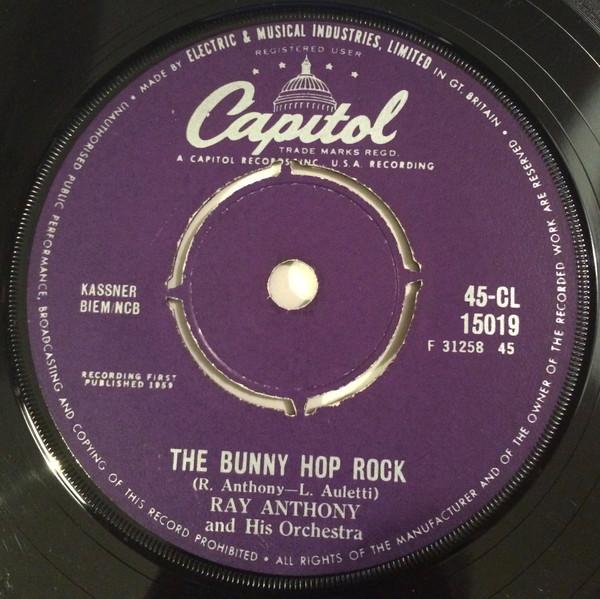 MADE BY ELECTRIC & MUSICAL INDUSTRIES, LIMITED IN GT. BRITAIN • ALL RIGHTS OF THE MANUFACTURER AND OF THE OWNER OF THE RECORDED WORK ARE RESERVED •
UNAUTHORISED PUBLIC PERFORMANCE, BROADCASTING AND COPYING OF THIS RECORD PROHIBITED •
REGISTERED USER
Capitol
TRADE MARKS REGD.
A CAPITOL RECORDS, INC., U.S.A. RECORDING
KASSNER
BIEM/NCB
45-CL
15019
F 31258 45
RECORDING FIRST
PUBLISHED 1959
THE BUNNY HOP ROCK
(R. Anthony—L. Auletti)
RAY ANTHONY
and His Orchestra